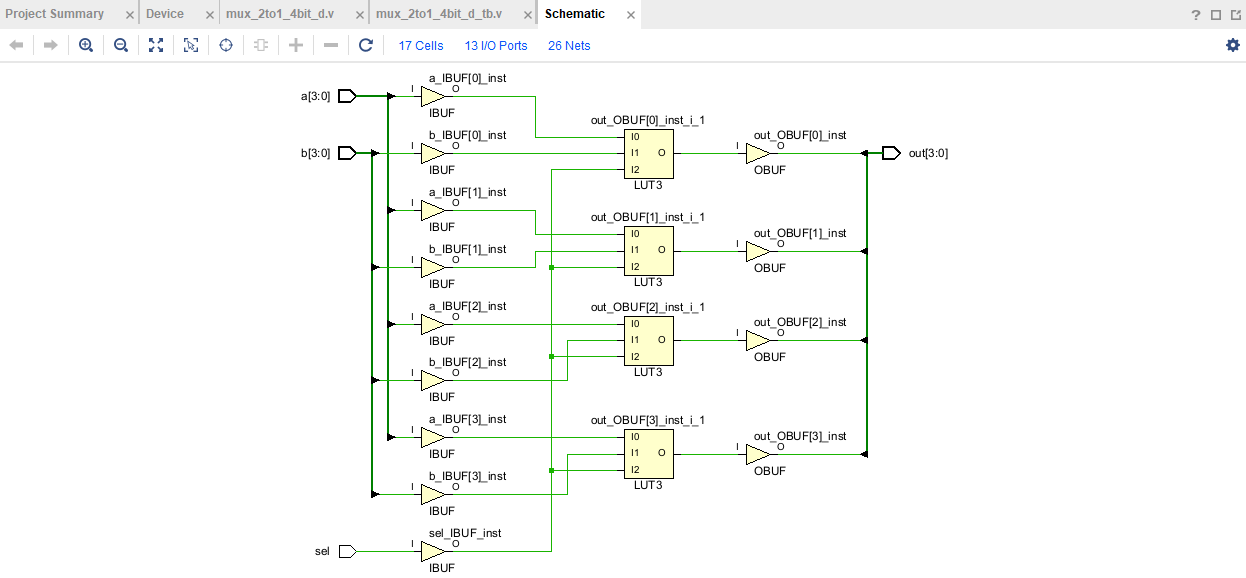 Project Summary × Device × mux_2to1_4bit_d.v × mux_2to1_4bit_d_tb.v × Schematic × ?
17 Cells 13 I/O Ports 26 Nets
a_IBUF[0]_inst
a[3:0] I O
IBUF
out_OBUF[0]_inst_i_1
b_IBUF[0]_inst I0 out_OBUF[0]_inst
b[3:0] I O I1 O I O out[3:0]
IBUF I2 OBUF
LUT3
a_IBUF[1]_inst
I O
out_OBUF[1]_inst_i_1
IBUF I0 out_OBUF[1]_inst
b_IBUF[1]_inst I1 O I O
I O I2 OBUF
IBUF LUT3
a_IBUF[2]_inst out_OBUF[2]_inst_i_1
I O I0 out_OBUF[2]_inst
IBUF I1 O I O
b_IBUF[2]_inst I2 OBUF
I O LUT3
IBUF
a_IBUF[3]_inst out_OBUF[3]_inst_i_1
I O I0 out_OBUF[3]_inst
IBUF I1 O I O
b_IBUF[3]_inst I2 OBUF
I O LUT3
IBUF
sel_IBUF_inst
sel I O
IBUF